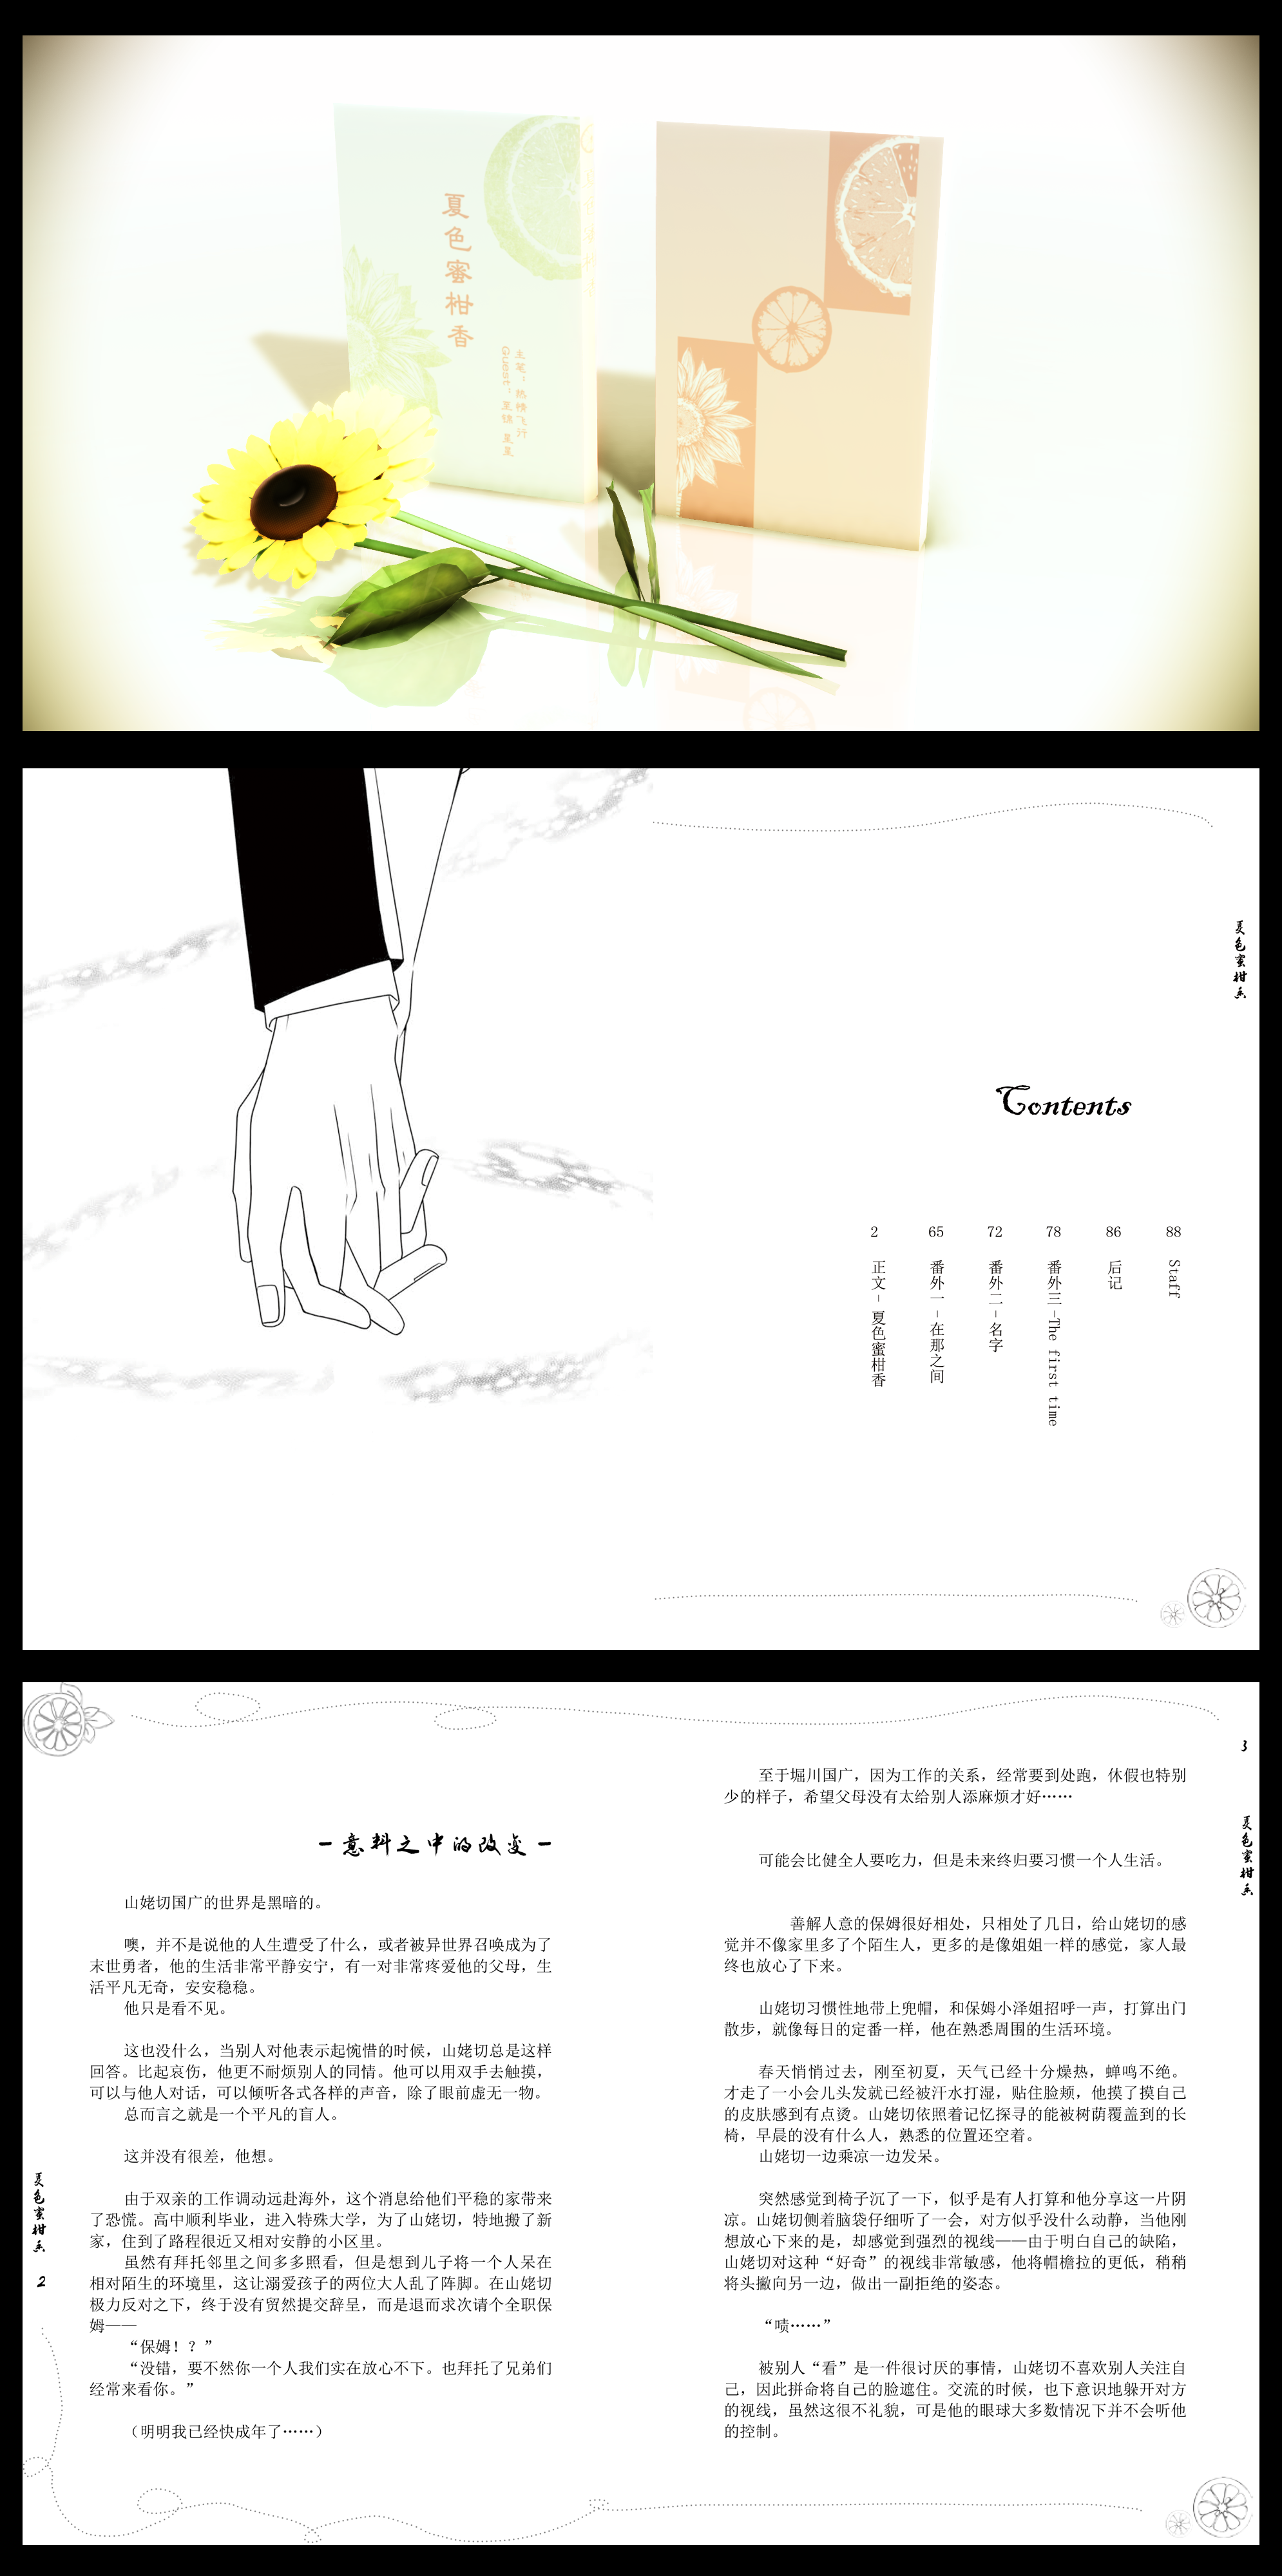 夏色蜜柑香
主笔：热情飞行
Guest：星锦 星星
夏色蜜柑香
Contents
2 正文－夏色蜜柑香
65 番外一－在那之间
72 番外二－名字
78 番外三－The first time
86 后记
88 Staff
－意料之中的改变－
山姥切国广的世界是黑暗的。
噢，并不是说他的人生遭受了什么，或者被异世界召唤成为了
末世勇者，他的生活非常平静安宁，有一对非常疼爱他的父母，生
活平凡无奇，安安稳稳。
他只是看不见。
这也没什么，当别人对他表示起惋惜的时候，山姥切总是这样
回答。比起哀伤，他更不耐烦别人的同情。他可以用双手去触摸，
可以与他人对话，可以倾听各式各样的声音，除了眼前虚无一物。
总而言之就是一个平凡的盲人。
这并没有很差，他想。
由于双亲的工作调动远赴海外，这个消息给他们平稳的家带来
了恐慌。高中顺利毕业，进入特殊大学，为了山姥切，特地搬了新
家，住到了路程很近又相对安静的小区里。
虽然有拜托邻里之间多多照看，但是想到儿子将一个人呆在
相对陌生的环境里，这让溺爱孩子的两位大人乱了阵脚。在山姥切
极力反对之下，终于没有贸然提交辞呈，而是退而求次请个全职保
姆——
“保姆！？”
“没错，要不然你一个人我们实在放心不下。也拜托了兄弟们
经常来看你。”
（明明我已经快成年了……）
夏色蜜柑香
2
至于堀川国广，因为工作的关系，经常要到处跑，休假也特别
少的样子，希望父母没有太给别人添麻烦才好……
可能会比健全人要吃力，但是未来终归要习惯一个人生活。
善解人意的保姆很好相处，只相处了几日，给山姥切的感
觉并不像家里多了个陌生人，更多的是像姐姐一样的感觉，家人最
终也放心了下来。
山姥切习惯性地带上兜帽，和保姆小泽姐招呼一声，打算出门
散步，就像每日的定番一样，他在熟悉周围的生活环境。
春天悄悄过去，刚至初夏，天气已经十分燥热，蝉鸣不绝。
才走了一小会儿头发就已经被汗水打湿，贴住脸颊，他摸了摸自己
的皮肤感到有点烫。山姥切依照着记忆探寻的能被树荫覆盖到的长
椅，早晨的没有什么人，熟悉的位置还空着。
山姥切一边乘凉一边发呆。
突然感觉到椅子沉了一下，似乎是有人打算和他分享这一片阴
凉。山姥切侧着脑袋仔细听了一会，对方似乎没什么动静，当他刚
想放心下来的是，却感觉到强烈的视线——由于明白自己的缺陷，
山姥切对这种“好奇”的视线非常敏感，他将帽檐拉的更低，稍稍
将头撇向另一边，做出一副拒绝的姿态。
“啧……”
被别人“看”是一件很讨厌的事情，山姥切不喜欢别人关注自
己，因此拼命将自己的脸遮住。交流的时候，也下意识地躲开对方
的视线，虽然这很不礼貌，可是他的眼球大多数情况下并不会听他
的控制。
3
夏色蜜柑香